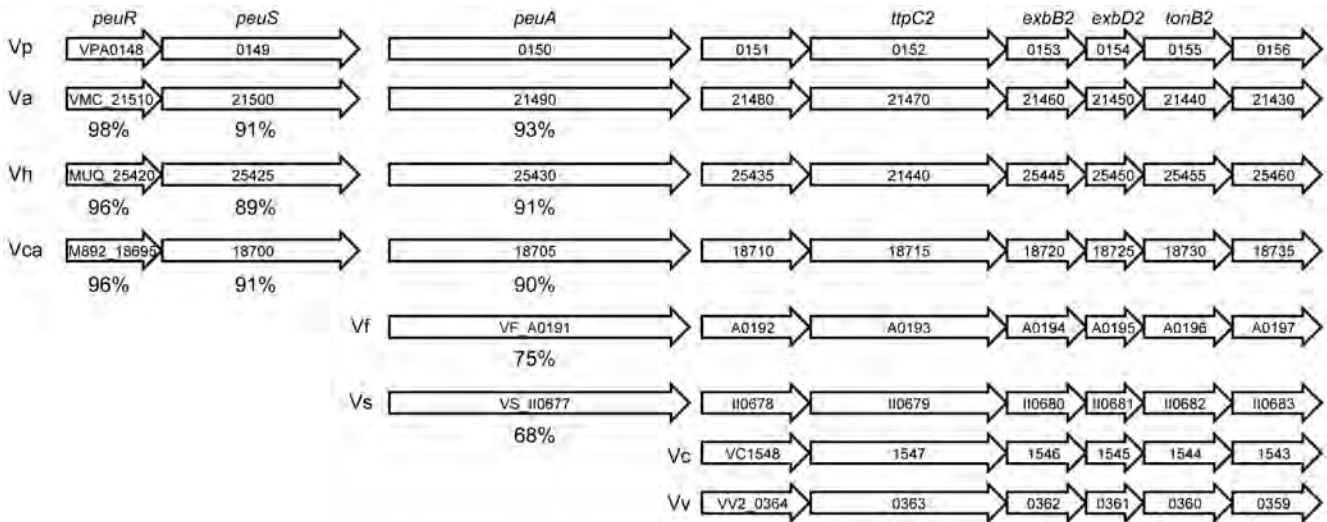 peuR peuS peuA ttpC2 exbB2 exbD2 tonB2
Vp VPA0148 0149 0150 0151 0152 0153 0154 0155 0156
Va VMC_21510 21500 21490 21480 21470 21460 21450 21440 21430
98% 91% 93%
Vh MUQ_25420 25425 25430 25435 21440 25445 25450 25455 25460
96% 89% 91%
Vca M892_18695 18700 18705 18710 18715 18720 18725 18730 18735
96% 91% 90%
Vf VF_A0191 A0192 A0193 A0194 A0195 A0196 A0197
75%
Vs VS_II0677 II0678 II0679 II0680 II0681 II0682 II0683
68%
Vc VC1548 1547 1546 1545 1544 1543
Vv VV2_0364 0363 0362 0361 0360 0359